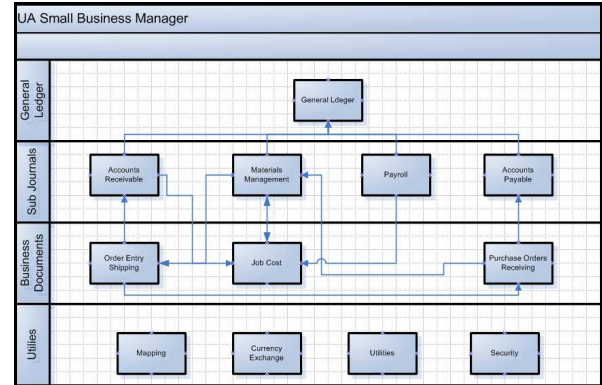 UA Small Business Manager
General
Ledger
General Ldeger
Sub Journals
Accounts
Receivable
Materials
Management
Payroll
Accounts
Payable
Business
Documents
Order Entry
Shipping
Job Cost
Purchase Orders
Receiving
Utilies
Mapping
Currency
Exchange
Utilities
Security